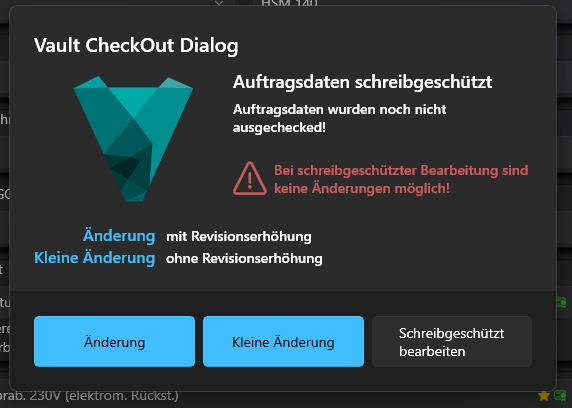 HSM 140
Vault CheckOut Dialog
Auftragsdaten schreibgeschützt
Auftragsdaten wurden noch nicht
ausgechecked!
Bei schreibgeschützter Bearbeitung sind
keine Änderungen möglich!
Änderung mit Revisionserhöhung
Kleine Änderung ohne Revisionserhöhung
Änderung
Kleine Änderung
Schreibgeschützt
bearbeiten
rab. 230V (elektrom. Rückst.)